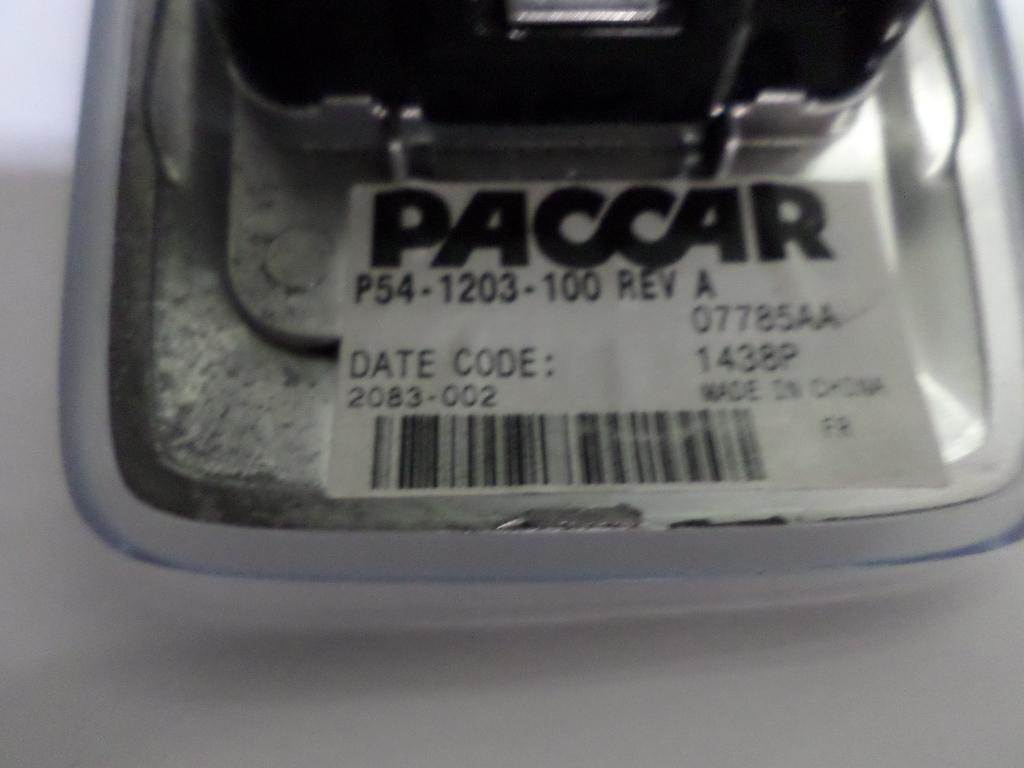 PACCAR
P54-1203-100 REV A
07785AA
DATE CODE: 1438P
2083-002 MADE IN CHINA
FR